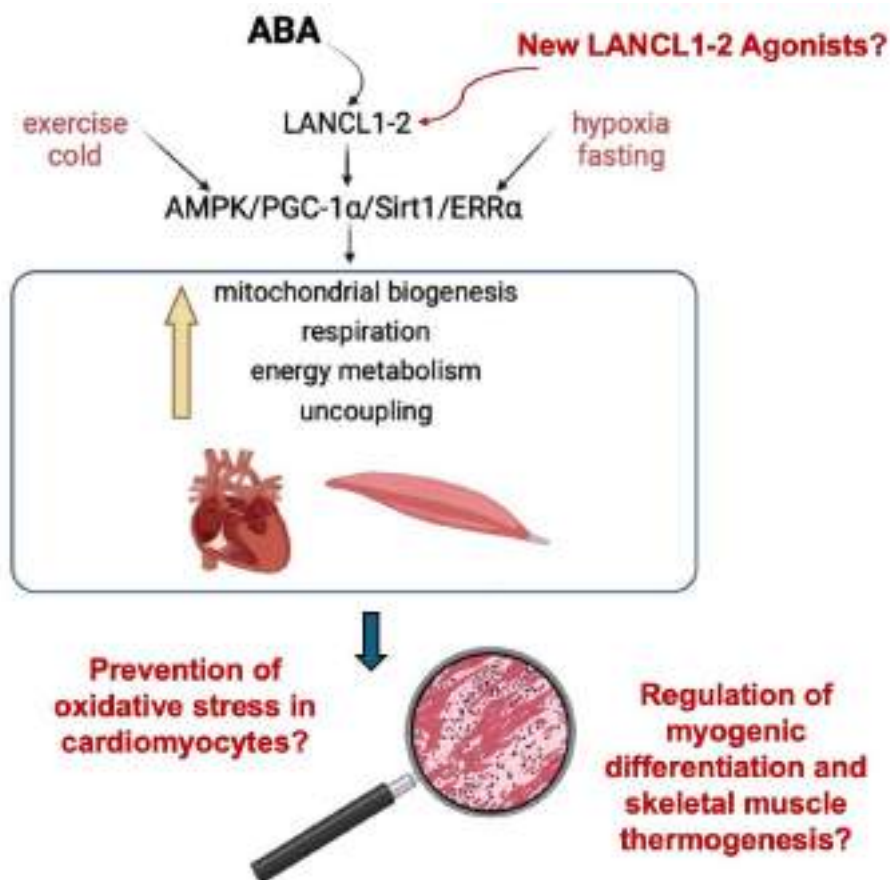 ABA
New LANCL1-2 Agonists?
LANCL1-2
exercise
cold
hypoxia
fasting
AMPK/PGC-1α/Sirt1/ERRα
mitochondrial biogenesis
respiration
energy metabolism
uncoupling
Prevention of
oxidative stress in
cardiomyocytes?
Regulation of
myogenic
differentiation and
skeletal muscle
thermogenesis?